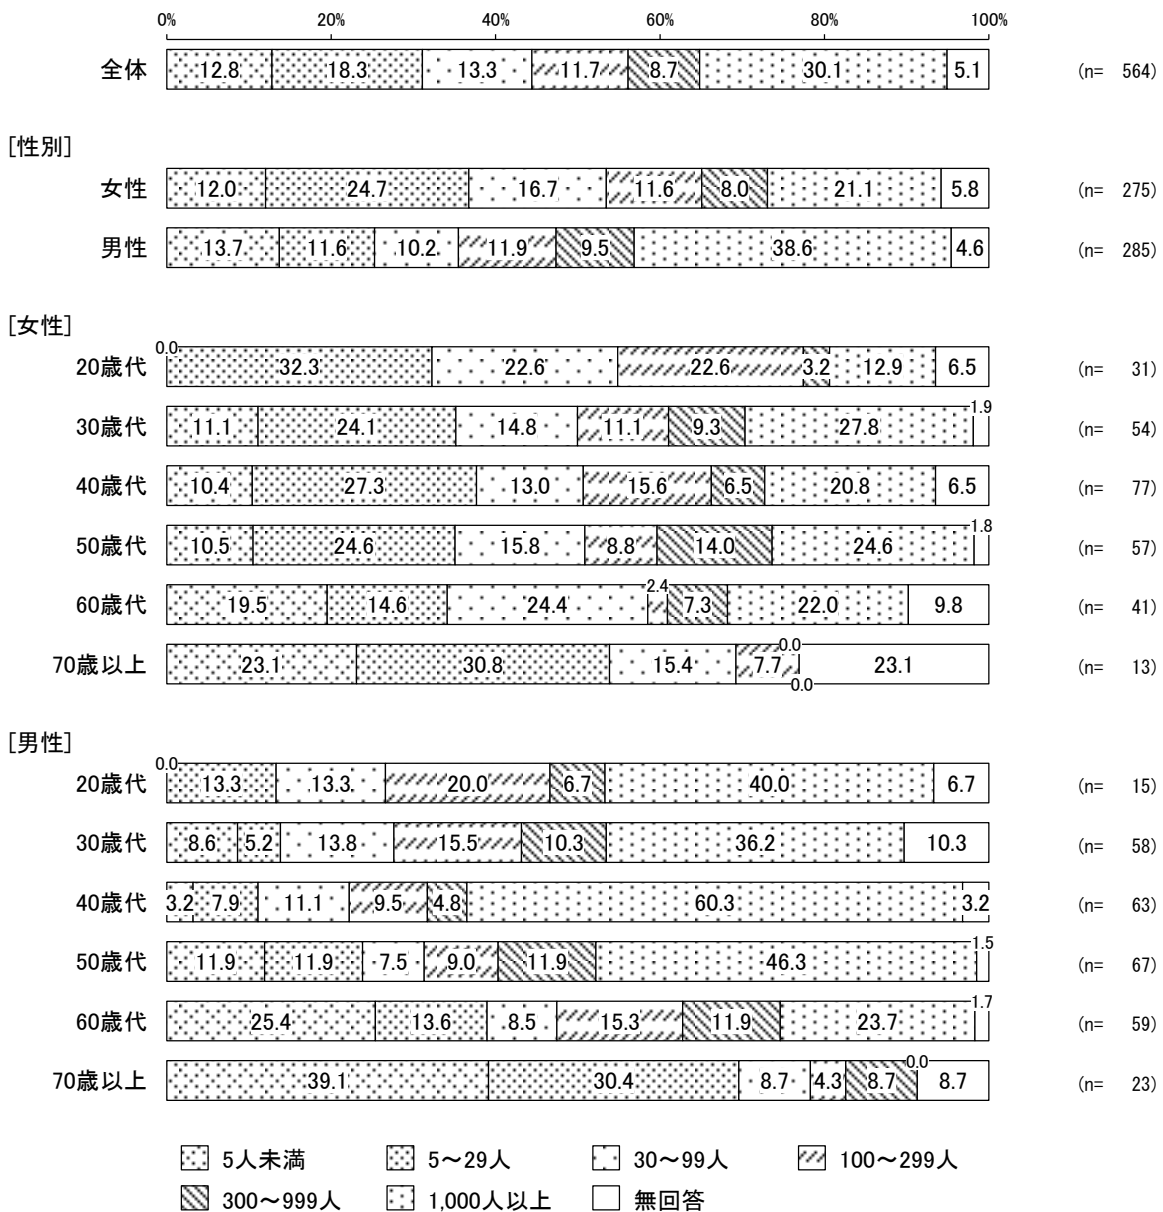 0% 20% 40% 60% 80% 100%
全体 12.8 18.3 13.3 11.7 8.7 30.1 5.1 (n= 564)
[性別]
女性 12.0 24.7 16.7 11.6 8.0 21.1 5.8 (n= 275)
男性 13.7 11.6 10.2 11.9 9.5 38.6 4.6 (n= 285)
[女性]
20歳代 0.0 32.3 22.6 22.6 3.2 12.9 6.5 (n= 31)
30歳代 11.1 24.1 14.8 11.1 9.3 27.8 1.9 (n= 54)
40歳代 10.4 27.3 13.0 15.6 6.5 20.8 6.5 (n= 77)
50歳代 10.5 24.6 15.8 8.8 14.0 24.6 1.8 (n= 57)
60歳代 19.5 14.6 24.4 2.4 7.3 22.0 9.8 (n= 41)
70歳以上 23.1 30.8 15.4 7.7 0.0 0.0 23.1 (n= 13)
[男性]
20歳代 0.0 13.3 13.3 20.0 6.7 40.0 6.7 (n= 15)
30歳代 8.6 5.2 13.8 15.5 10.3 36.2 10.3 (n= 58)
40歳代 3.2 7.9 11.1 9.5 4.8 60.3 3.2 (n= 63)
50歳代 11.9 11.9 7.5 9.0 11.9 46.3 1.5 (n= 67)
60歳代 25.4 13.6 8.5 15.3 11.9 23.7 1.7 (n= 59)
70歳以上 39.1 30.4 8.7 4.3 8.7 0.0 8.7 (n= 23)
5人未満 5～29人 30～99人 100～299人
300～999人 1,000人以上 無回答